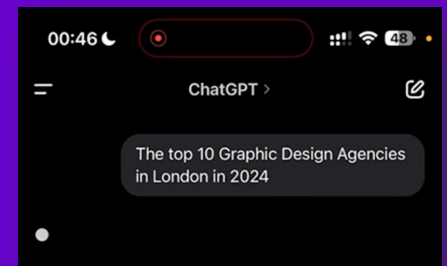 00:46
48
ChatGPT >
The top 10 Graphic Design Agencies
in London in 2024